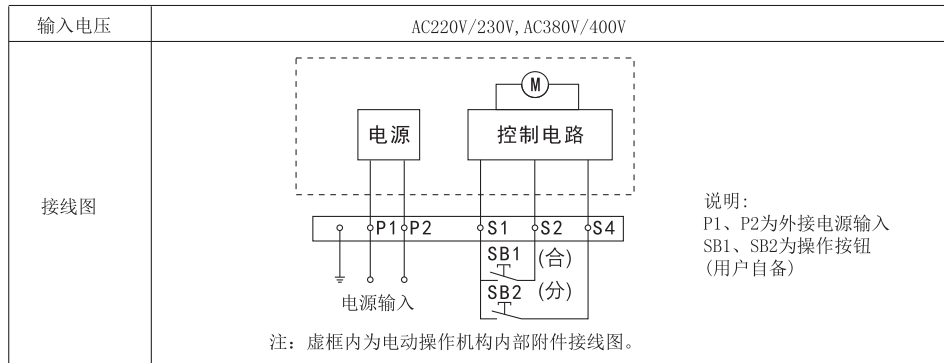 输入电压
AC220V/230V,AC380V/400V
接线图
M
电源
控制电路
P1 P2 S1 S2 S4
SB1 (合)
SB2 (分)
电源输入
说明:
P1、P2为外接电源输入
SB1、SB2为操作按钮
(用户自备)
注: 虚框内为电动操作机构内部附件接线图。